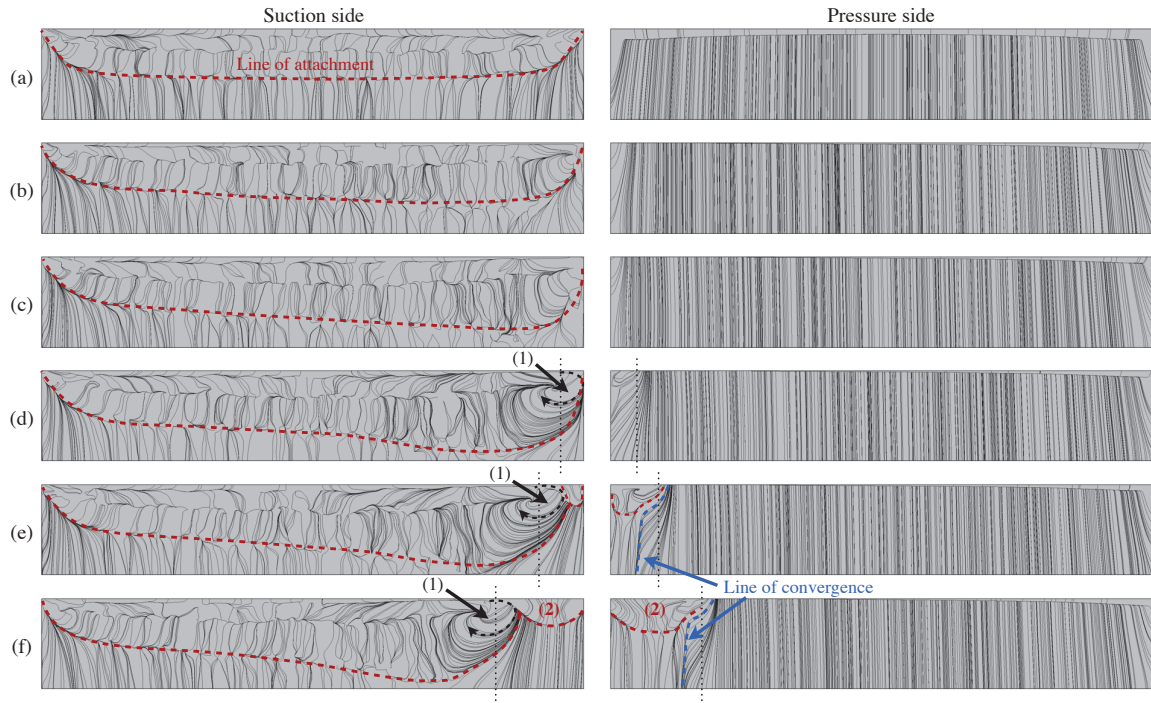 Suction side
Pressure side
(a)
Line of attachment
(b)
(c)
(1)
(d)
(1)
(e)
Line of convergence
(1)
(2)
(2)
(f)